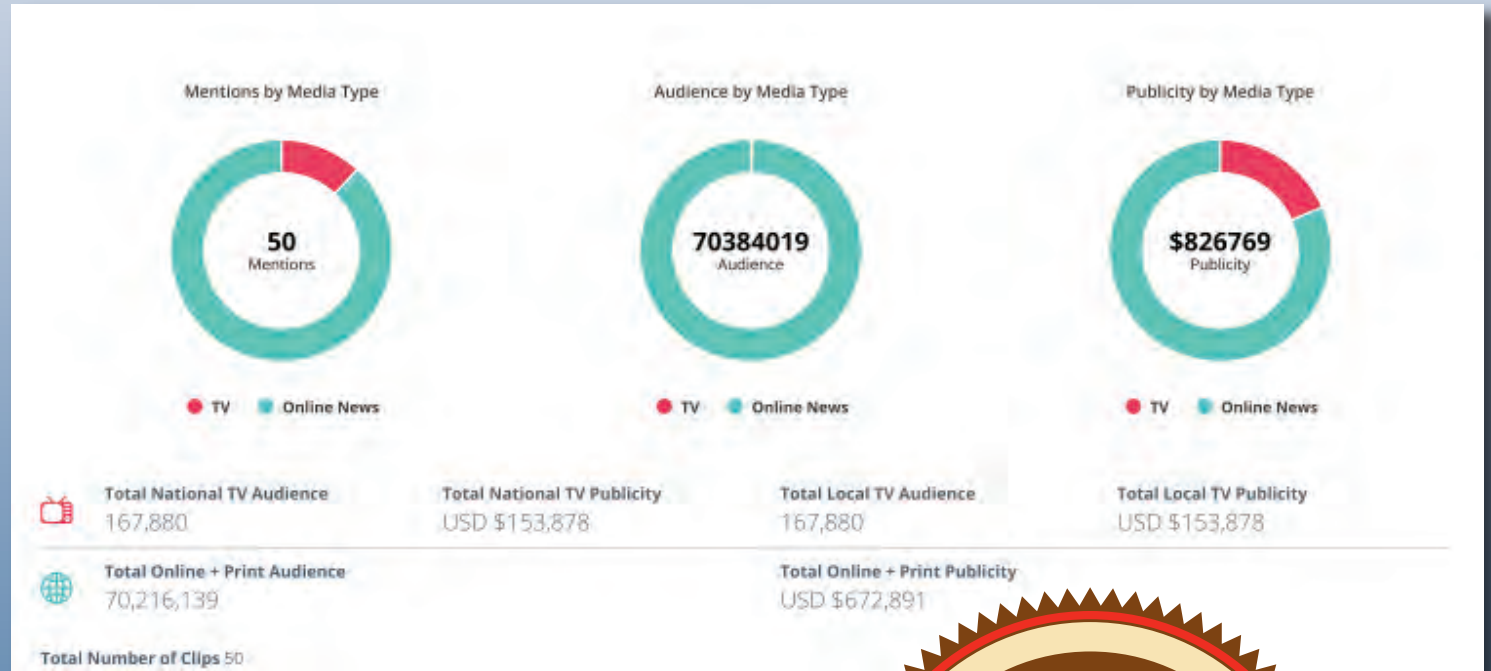 Mentions by Media Type
Audience by Media Type
Publicity by Media Type
50
Mentions
70384019
Audience
$826769
Publicity
TV Online News
TV Online News
TV Online News
Total National TV Audience
167,880
Total National TV Publicity
USD $153,878
Total Local TV Audience
167,880
Total Local TV Publicity
USD $153,878
Total Online + Print Audience
70,216,139
Total Online + Print Publicity
USD $672,891
Total Number of Clips 50